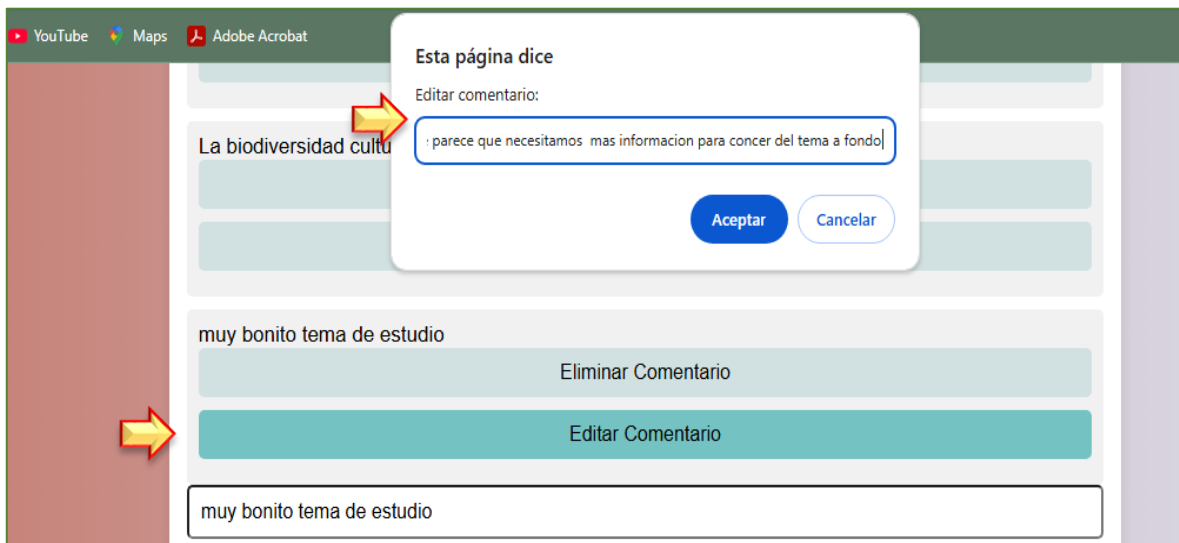 YouTube Maps Adobe Acrobat
Esta página dice
Editar comentario:
parece que necesitamos mas informacion para concer del tema a fondo
Aceptar Cancelar
La biodiversidad
muy bonito tema de estudio
Eliminar Comentario
Editar Comentario
muy bonito tema de estudio